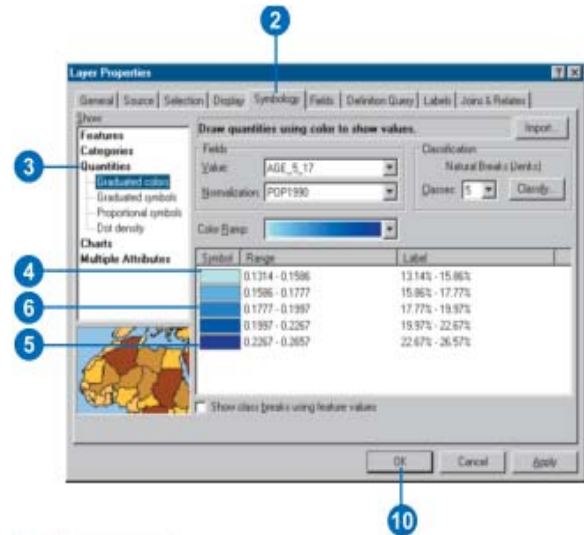 2
Layer Properties
General Source Selection Display Symbology Fields Definition Query Labels Joins & Relates
Show:
Features
Categories
Quantities
Graduated colors
Graduated symbols
Proportional symbols
Dot density
Charts
Multiple Attributes
3
Draw quantities using color to show values.
Import...
Fields
Value: AGE_5_17
Normalization: POP1990
Classification
Natural Breaks (Jenks)
Classes: 5 Classify...
Color Ramp:
Symbol Range Label
4
0.1314 - 0.1586 13.14% - 15.86%
0.1586 - 0.1777 15.86% - 17.77%
6
0.1777 - 0.1997 17.77% - 19.97%
0.1997 - 0.2267 19.97% - 22.67%
5
0.2267 - 0.2657 22.67% - 26.57%
Show class breaks using feature values
OK Cancel Apply
10